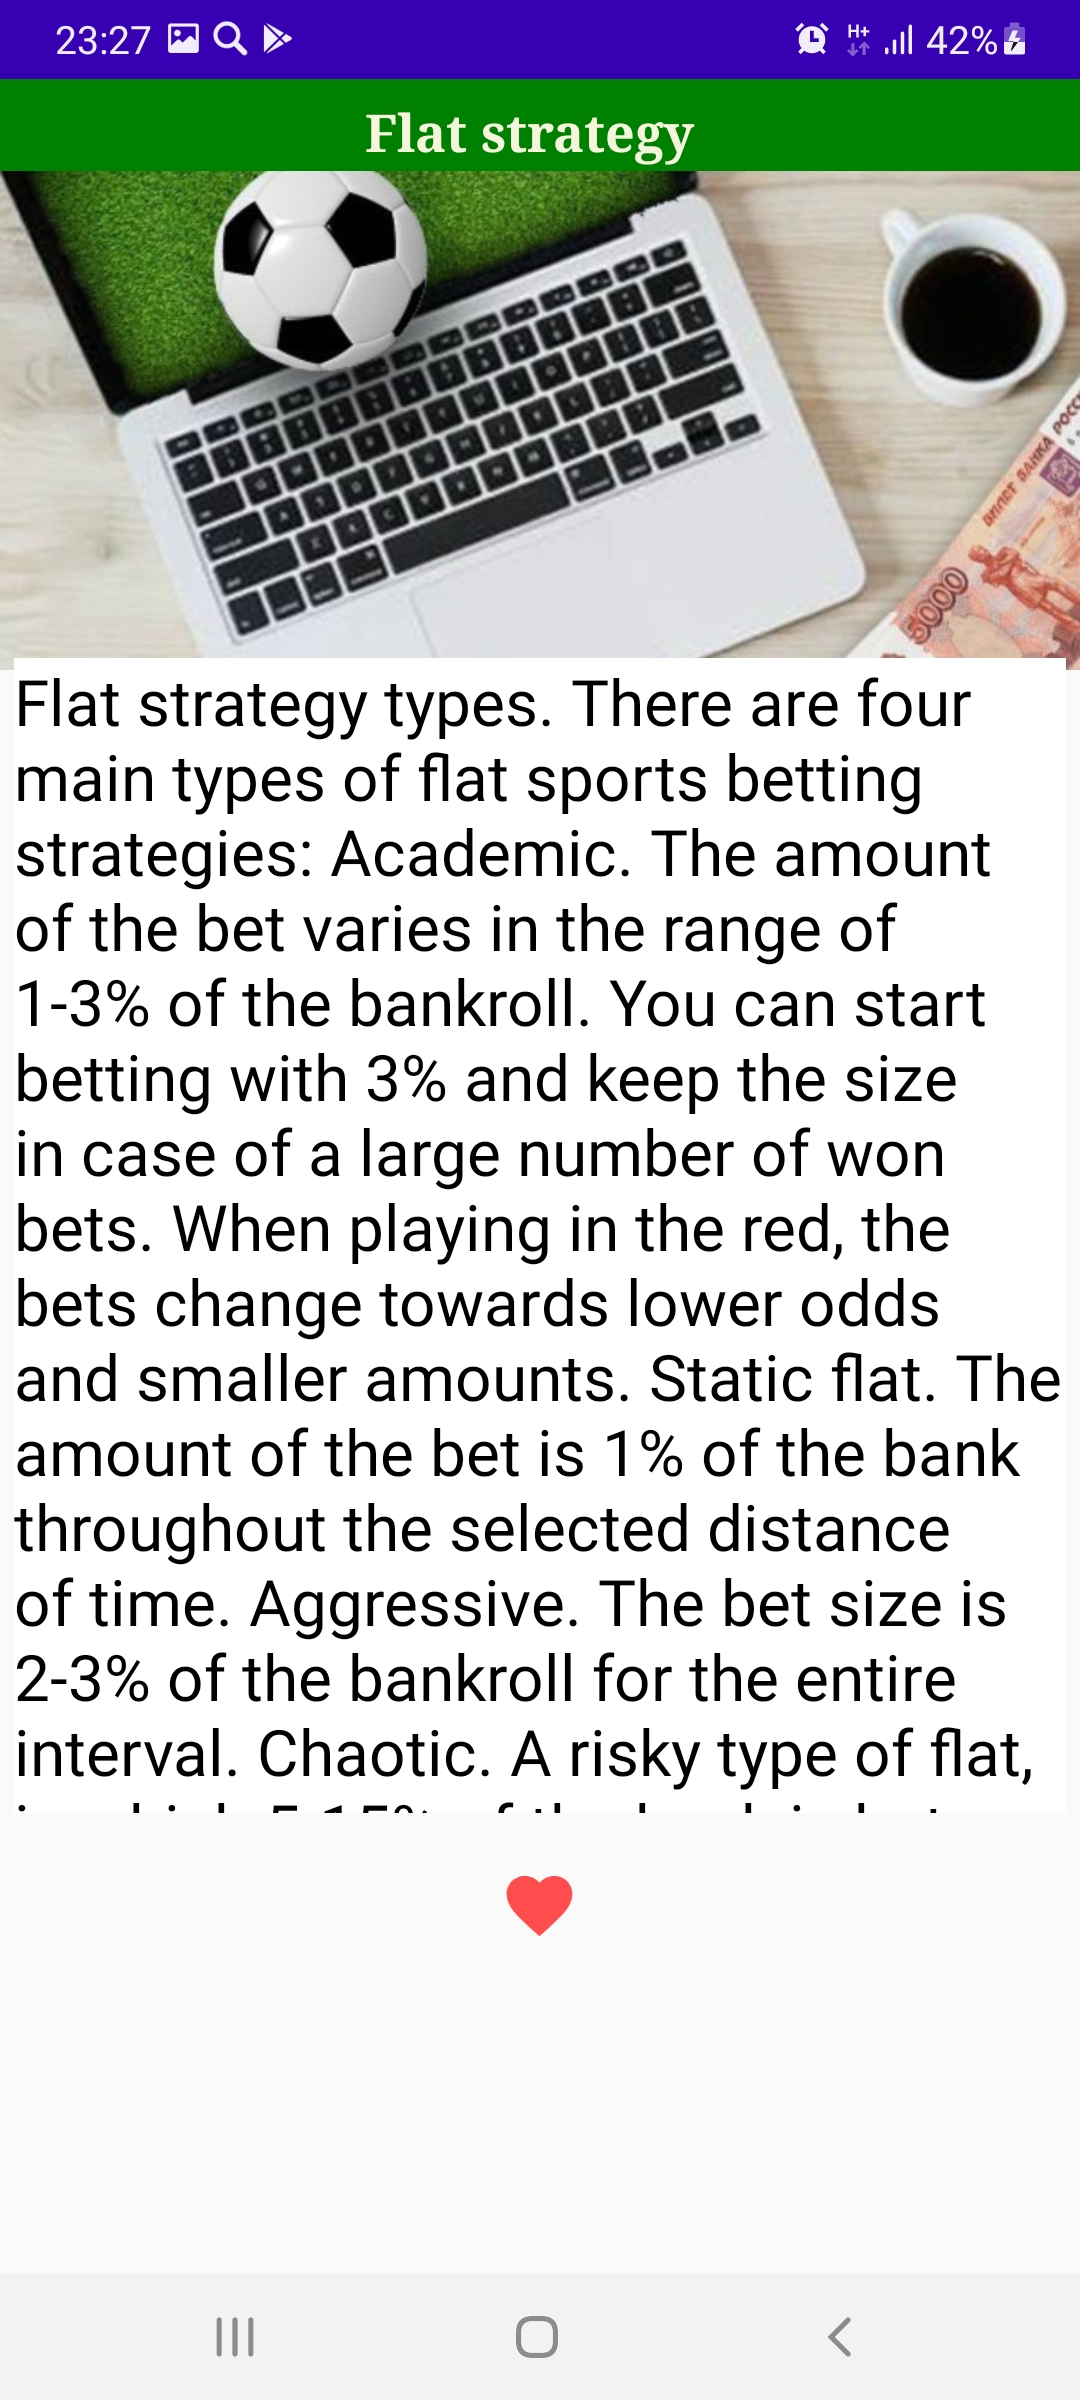 23:27
H+
42%
Flat strategy
БИЛЕТ БАНКА
5000
Flat strategy types. There are four
main types of flat sports betting
strategies: Academic. The amount
of the bet varies in the range of
1-3% of the bankroll. You can start
betting with 3% and keep the size
in case of a large number of won
bets. When playing in the red, the
bets change towards lower odds
and smaller amounts. Static flat. The
amount of the bet is 1% of the bank
throughout the selected distance
of time. Aggressive. The bet size is
2-3% of the bankroll for the entire
interval. Chaotic. A risky type of flat,